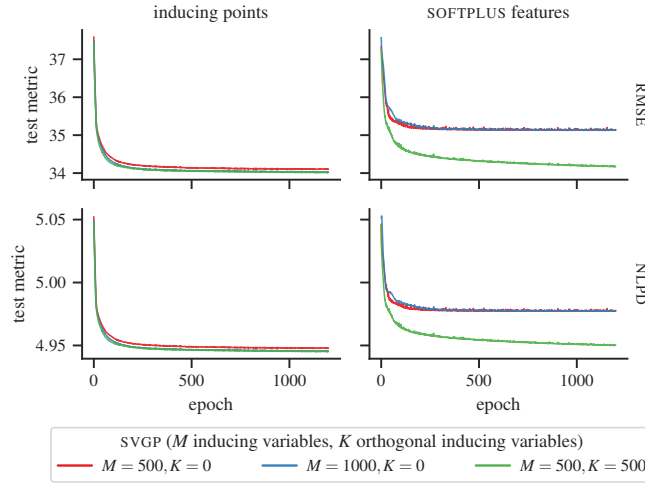 inducing points
SOFTPLUS features
test metric
37
36
35
34
RMSE
test metric
5.05
5.00
4.95
NLPD
0
500
1000
0
500
1000
epoch
epoch
SVGP (M inducing variables, K orthogonal inducing variables)
M = 500, K = 0
M = 1000, K = 0
M = 500, K = 500